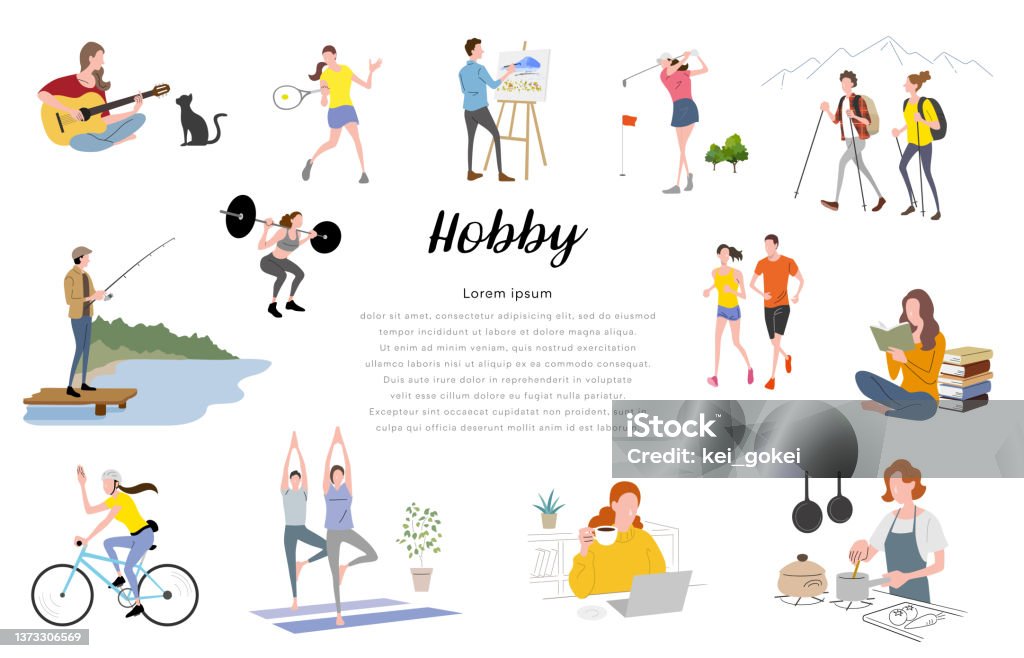 Hobby
Lorem ipsum
dolor sit amet, consectetur adipisicing elit, sed do eiusmod
tempor incididunt ut labore et dolore magna aliqua.
Ut enim ad minim veniam, quis nostrud exercitation
ullamco laboris nisi ut aliquip ex ea commodo consequat.
Duis aute irure dolor in reprehenderit in voluptate
velit esse cillum dolore eu fugiat nulla pariatur.
Excepteur sint occaecat cupidatat non proident, sunt in
culpa qui officia deserunt mollit anim id est laborum.
iStock
Credit: kei_gokei
1373306569